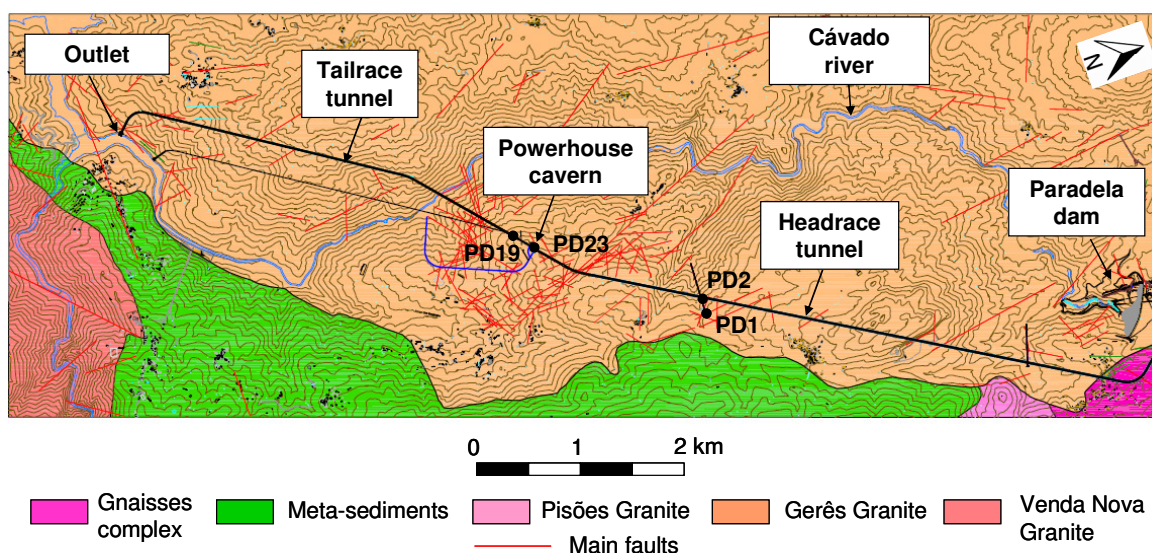 Outlet
Tailrace
tunnel
Cávado
river
N
Powerhouse
cavern
Paradela
dam
Headrace
tunnel
PD19
PD23
PD2
PD1
0 1 2 km
Gnaisses
complex
Meta-sediments
Pisões Granite
Gerês Granite
Venda Nova
Granite
Main faults